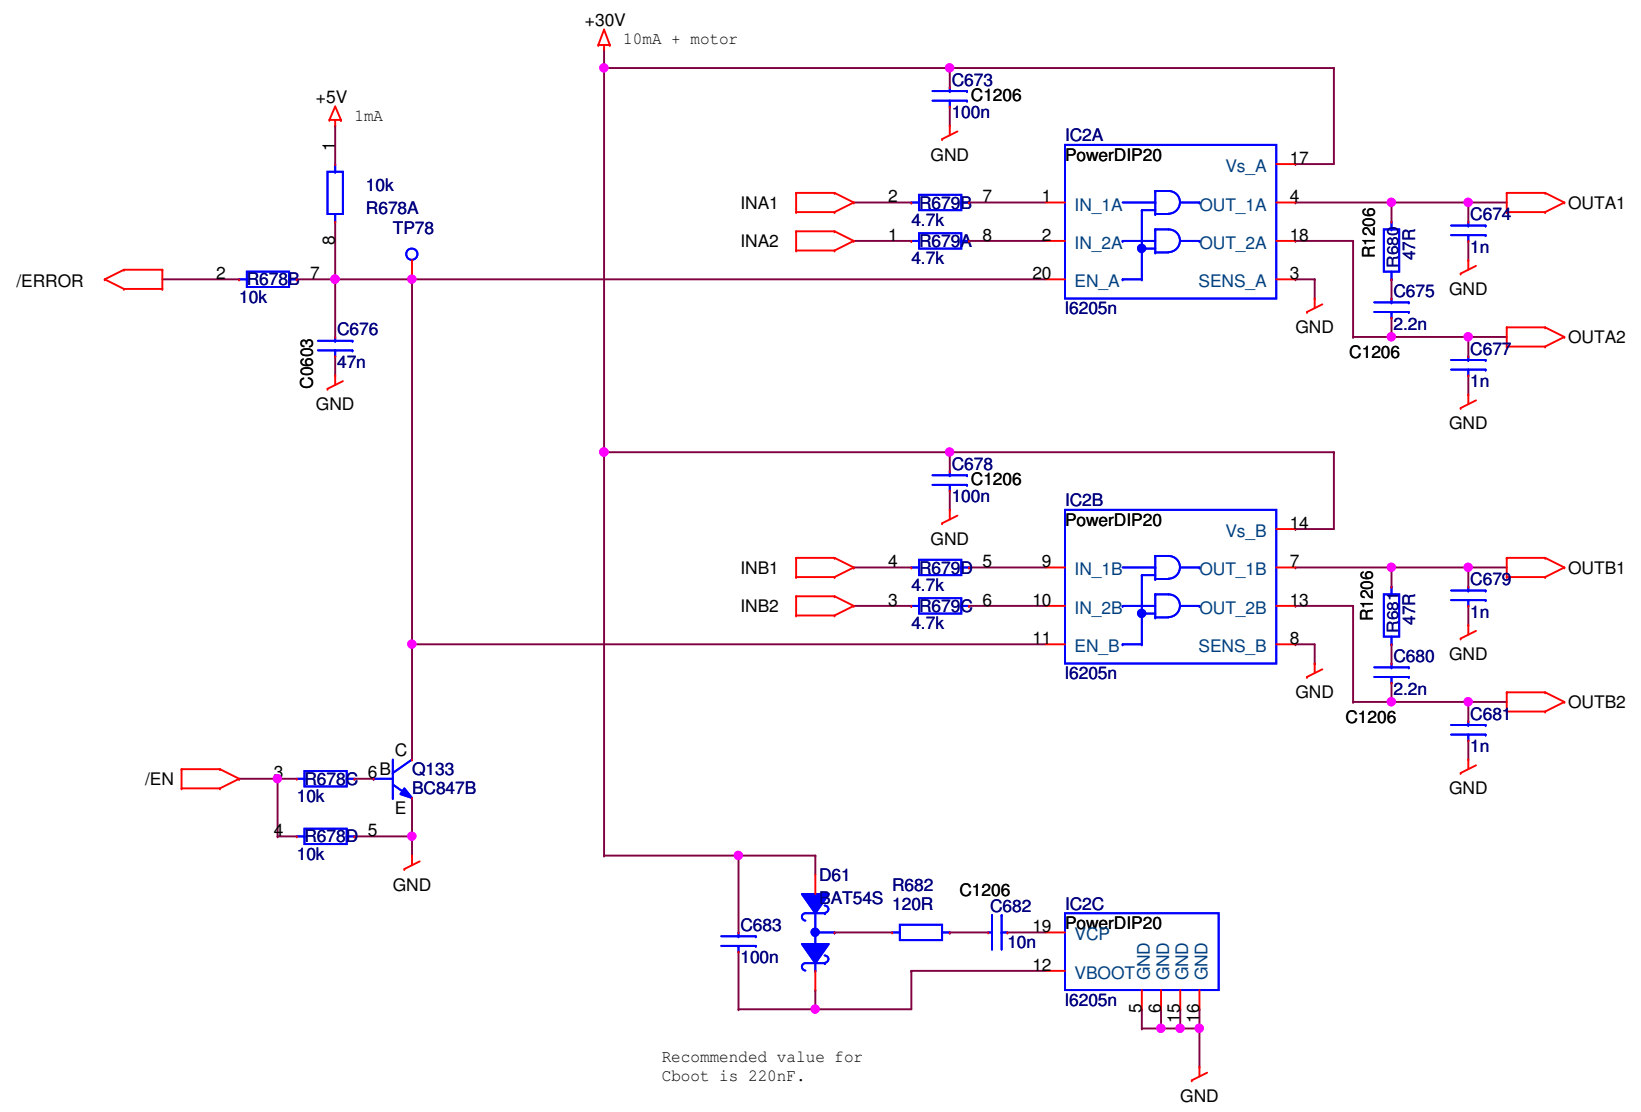 +30V
10mA + motor
+5V
1mA
1
10k
R678A
8
TP78
/ERROR
2
R678B
7
10k
C676
C0603
47n
GND
C673
C1206
100n
GND
IC2A
PowerDIP20
Vs_A
17
INA1
2
R679B
7
4.7k
1
IN_1A
OUT_1A
4
INA2
1
R679A
8
4.7k
2
IN_2A
OUT_2A
18
20
EN_A
SENS_A
3
l6205n
GND
R1206
R680
47R
C674
1n
GND
OUTA1
C675
2.2n
C1206
OUTA2
C677
1n
GND
C678
C1206
100n
GND
IC2B
PowerDIP20
Vs_B
14
INB1
4
R679D
5
4.7k
9
IN_1B
OUT_1B
7
INB2
3
R679C
6
4.7k
10
IN_2B
OUT_2B
13
11
EN_B
SENS_B
8
l6205n
GND
R1206
R681
47R
C679
1n
GND
OUTB1
C680
2.2n
C1206
OUTB2
C681
1n
GND
/EN
3
R678C
6
10k
B
C
E
Q133
BC847B
4
R678D
5
10k
GND
D61
BAT54S
R682
120R
C1206
C682
10n
C683
100n
IC2C
PowerDIP20
19
VCP
12
VBOOT
GND
GND
GND
GND
l6205n
5
6
15
16
GND
Recommended value for
Cboot is 220nF.